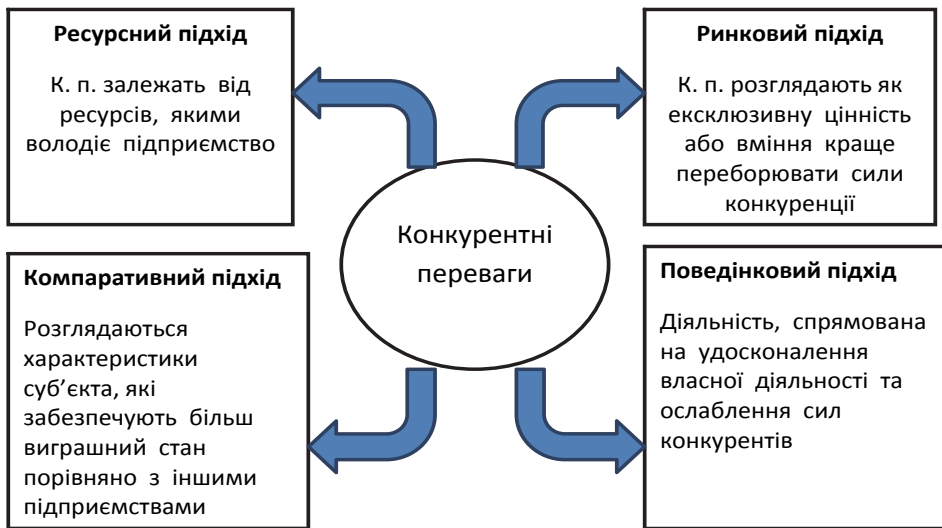 Ресурсний підхід
К. п. залежать від
ресурсів, якими
володіє підприємство
Ринковий підхід
К. п. розглядають як
ексклюзивну цінність
або вміння краще
переборювати сили
конкуренції
Конкурентні
переваги
Компаративний підхід
Розглядаються
характеристики
суб’єкта, які
забезпечують більш
виграшний стан
порівняно з іншими
підприємствами
Поведінковий підхід
Діяльність, спрямована
на удосконалення
власної діяльності та
ослаблення сил
конкурентів